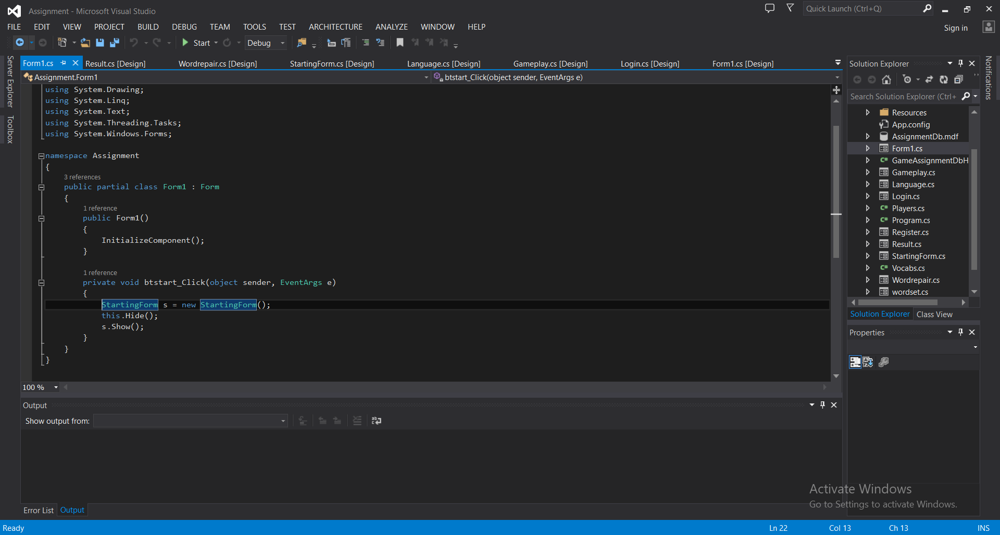 Assignment - Microsoft Visual Studio
Quick Launch (Ctrl+Q)
FILE EDIT VIEW PROJECT BUILD DEBUG TEAM TOOLS TEST ARCHITECTURE ANALYZE WINDOW HELP
Sign in
Start Debug
Server Explorer
Toolbox
Form1.cs Result.cs [Design] Wordrepair.cs [Design] StartingForm.cs [Design] Language.cs [Design] Gameplay.cs [Design] Login.cs [Design] Form1.cs [Design]
Assignment.Form1 btstart_Click(object sender, EventArgs e)
using System.Drawing;
using System.Linq;
using System.Text;
using System.Threading.Tasks;
using System.Windows.Forms;
namespace Assignment
{
3 references
public partial class Form1 : Form
{
1 reference
public Form1()
{
InitializeComponent();
}
1 reference
private void btstart_Click(object sender, EventArgs e)
{
StartingForm s = new StartingForm();
this.Hide();
s.Show();
}
}
}
100 %
Output
Show output from:
Error List Output
Solution Explorer
Search Solution Explorer (Ctrl+
Resources
App.config
AssignmentDb.mdf
Form1.cs
GameAssignmentDbH
Gameplay.cs
Language.cs
Login.cs
Players.cs
Program.cs
Register.cs
Result.cs
StartingForm.cs
Vocabs.cs
Wordrepair.cs
wordset.cs
Solution Explorer Class View
Properties
Notifications
Activate Windows
Go to Settings to activate Windows.
Ready Ln 22 Col 13 Ch 13 INS